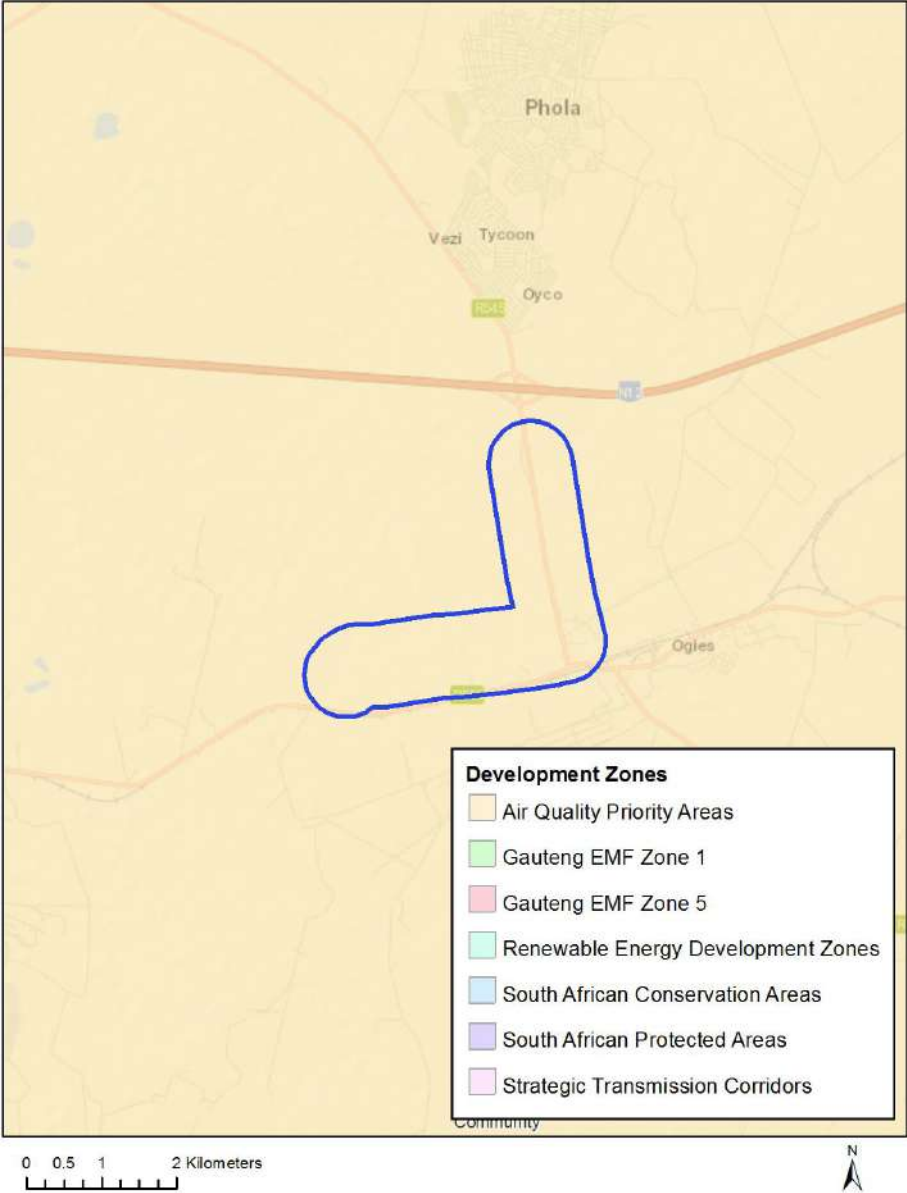 Phola
Vezi
Tycoon
Oyco
R545
N12
Ogies
Development Zones
Air Quality Priority Areas
Gauteng EMF Zone 1
Gauteng EMF Zone 5
Renewable Energy Development Zones
South African Conservation Areas
South African Protected Areas
Strategic Transmission Corridors
Community
0 0.5 1 2 Kilometers
N